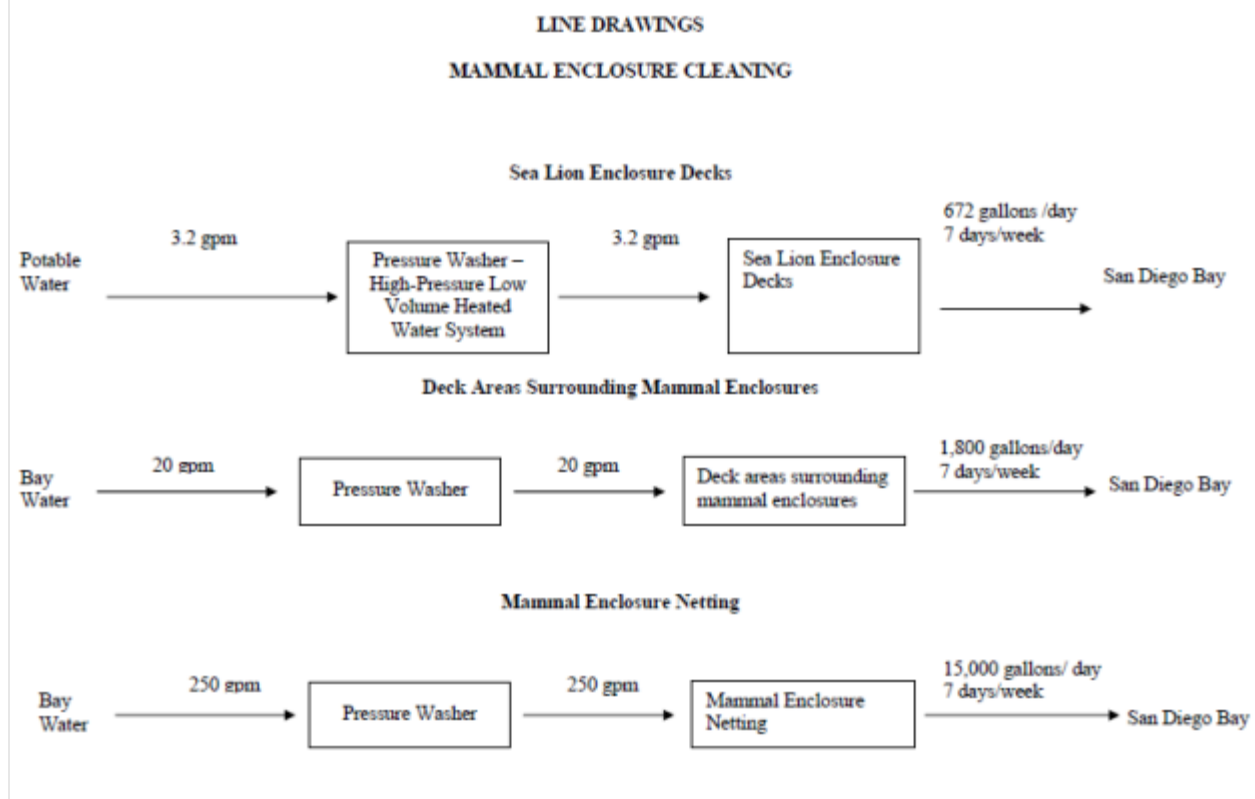 LINE DRAWINGS
MAMMAL ENCLOSURE CLEANING
Sea Lion Enclosure Decks
Potable
Water
3.2 gpm
Pressure Washer –
High-Pressure Low
Volume Heated
Water System
3.2 gpm
Sea Lion Enclosure
Decks
672 gallons /day
7 days/week
San Diego Bay
Deck Areas Surrounding Mammal Enclosures
Bay
Water
20 gpm
Pressure Washer
20 gpm
Deck areas surrounding
mammal enclosures
1,800 gallons/day
7 days/week
San Diego Bay
Mammal Enclosure Netting
Bay
Water
250 gpm
Pressure Washer
250 gpm
Mammal Enclosure
Netting
15,000 gallons/ day
7 days/week
San Diego Bay